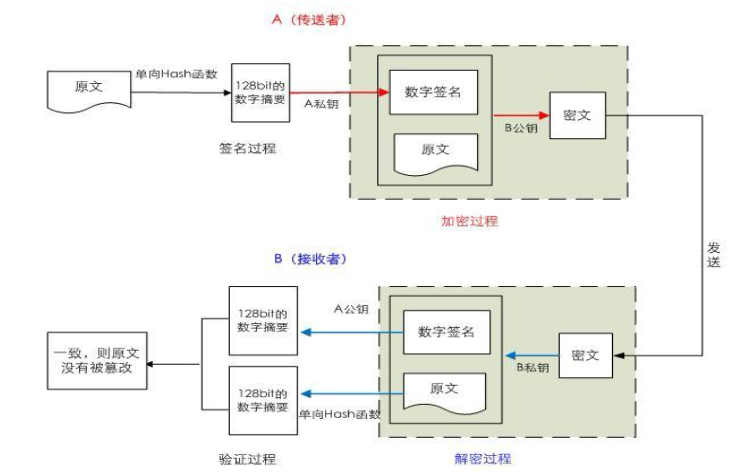 A（传送者）
原文
单向Hash函数
128bit的
数字摘要
A私钥
数字签名
原文
B公钥
密文
签名过程
加密过程
发
送
B（接收者）
128bit的
数字摘要
A公钥
数字签名
一致，则原文
没有被篡改
密文
B私钥
128bit的
数字摘要
原文
单向Hash函数
验证过程
解密过程